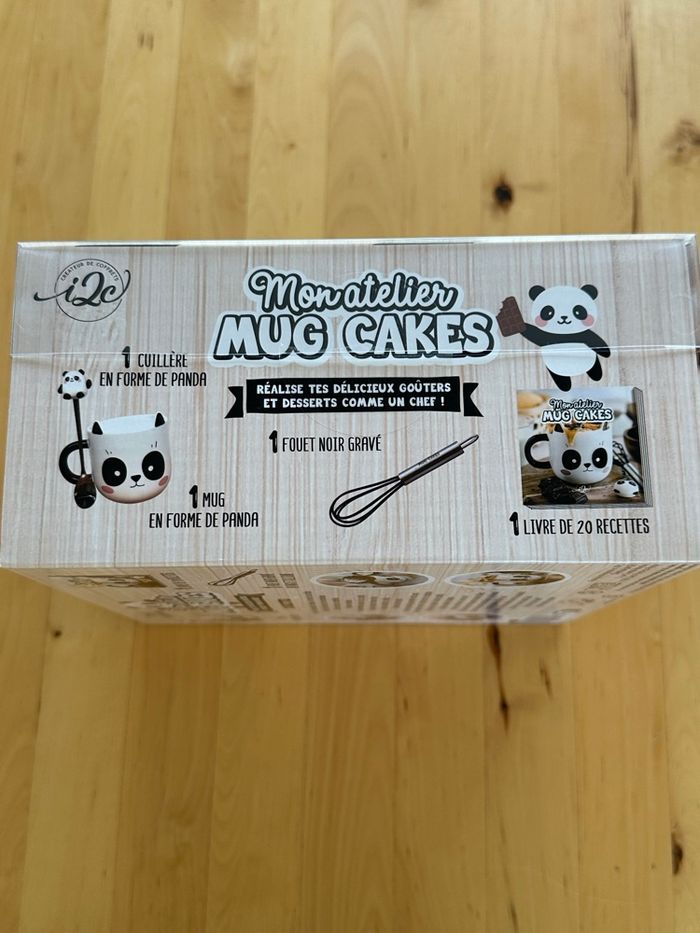 CRÉATEUR DE COFFRETS
i2c
Mon atelier
MUG CAKES
RÉALISE TES DÉLICIEUX GOÛTERS
ET DESSERTS COMME UN CHEF !
1 CUILLÈRE
EN FORME DE PANDA
1 MUG
EN FORME DE PANDA
1 FOUET NOIR GRAVÉ
Mon atelier
MUG CAKES
1 LIVRE DE 20 RECETTES